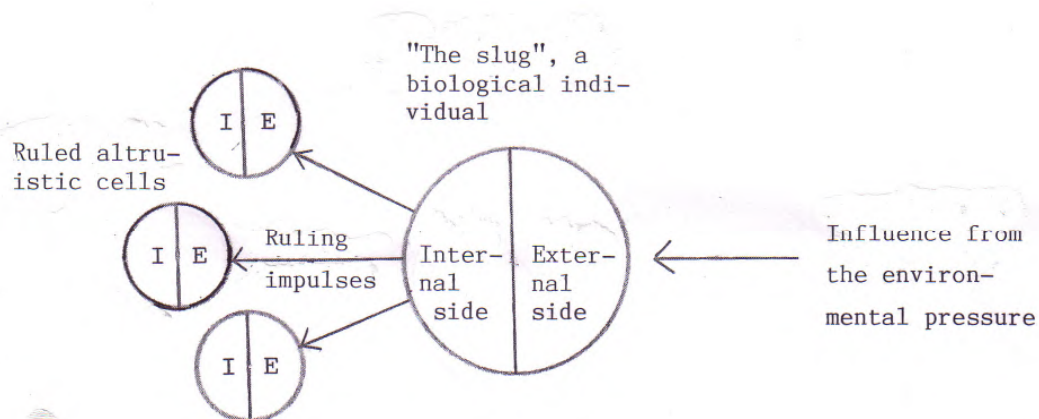 "The slug", a
biological indi-
vidual
I E
Ruled altru-
istic cells
I E
Ruling
impulses
Inter-
nal
side
Exter-
nal
side
Influence from
the environ-
mental pressure
I E